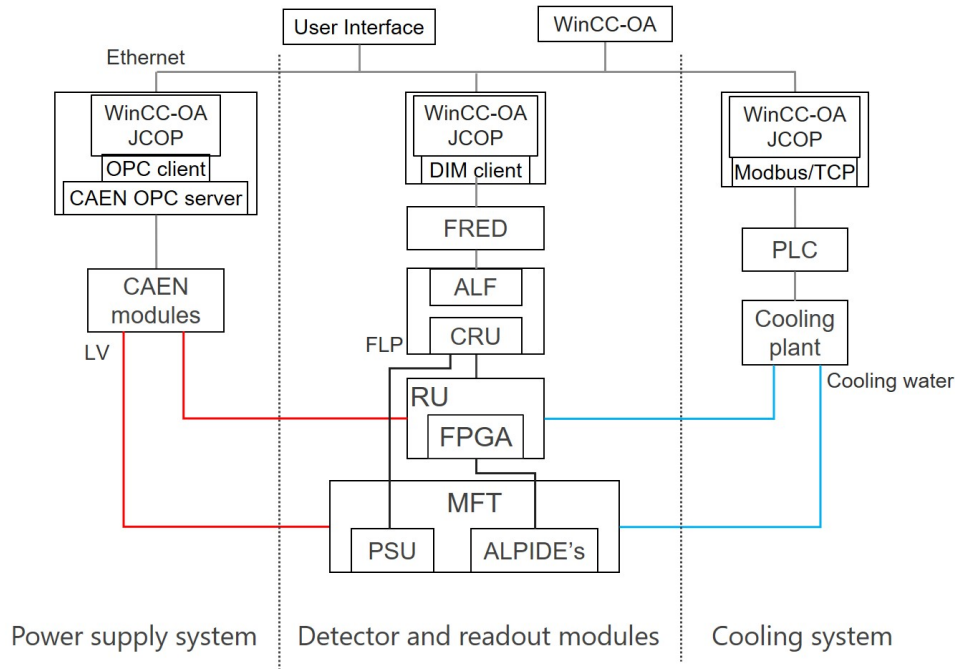 User Interface
WinCC-OA
Ethernet
WinCC-OA
JCOP
OPC client
CAEN OPC server
WinCC-OA
JCOP
DIM client
WinCC-OA
JCOP
Modbus/TCP
FRED
PLC
CAEN
modules
ALF
CRU
Cooling
plant
LV
FLP
Cooling water
RU
FPGA
MFT
PSU
ALPIDE’s
Power supply system
Detector and readout modules
Cooling system